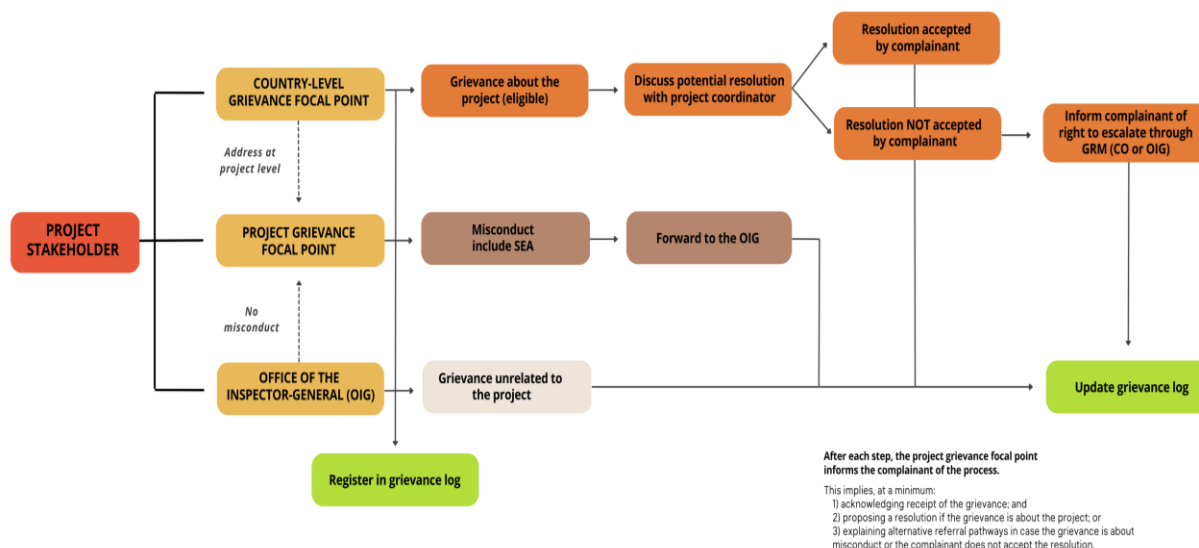 Resolution accepted
by complainant
COUNTRY-LEVEL
GRIEVANCE FOCAL POINT
Grievance about the
project (eligible)
Discuss potential resolution
with project coordinator
Resolution NOT accepted
by complainant
Inform complainant of
right to escalate through
GRM (CO or OIG)
Address at
project level
PROJECT
STAKEHOLDER
PROJECT GRIEVANCE
FOCAL POINT
Misconduct
include SEA
Forward to the OIG
No
misconduct
OFFICE OF THE
INSPECTOR-GENERAL (OIG)
Grievance unrelated to
the project
Update grievance log
Register in grievance log
After each step, the project grievance focal point
informs the complainant of the process.
This implies, at a minimum:
1) acknowledging receipt of the grievance; and
2) proposing a resolution if the grievance is about the project; or
3) explaining alternative referral pathways in case the grievance is about
misconduct or the complainant does not accept the resolution.